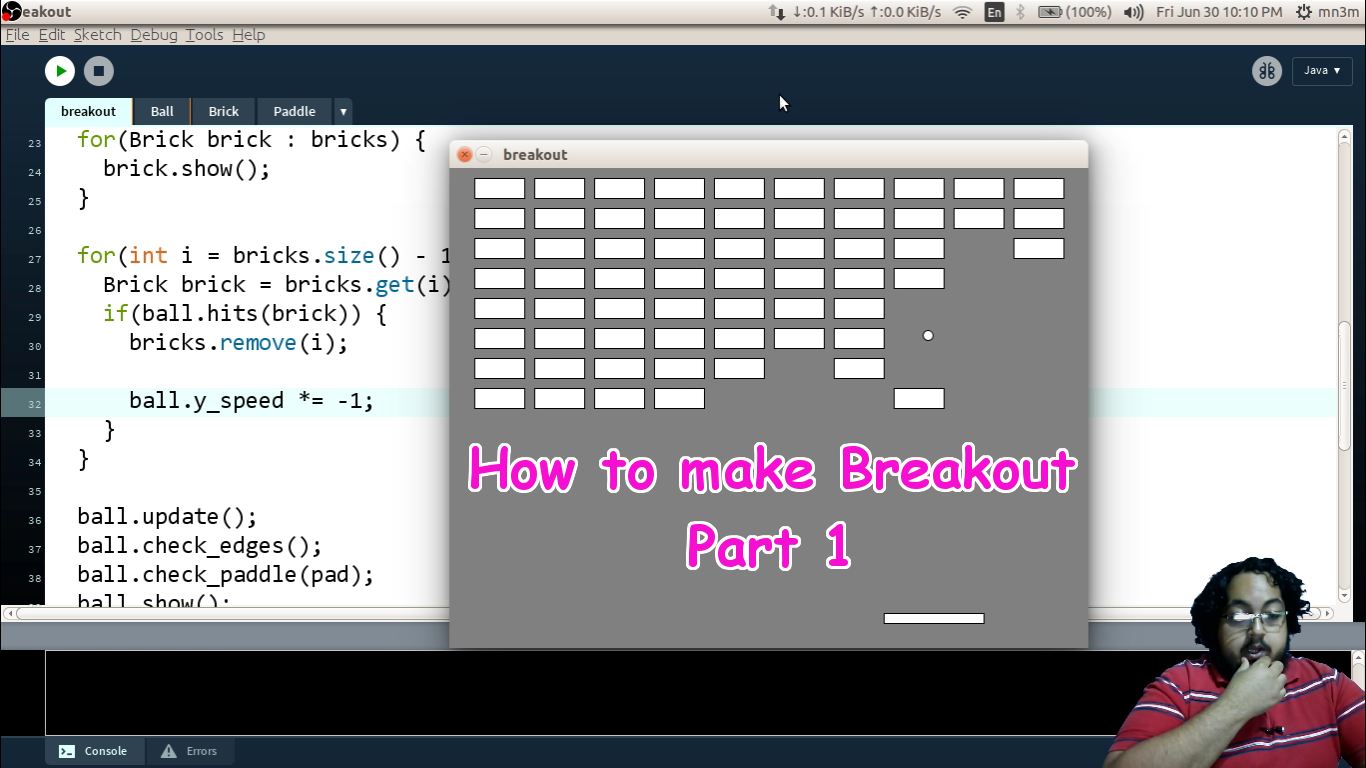 eakout ↓:0.1 KiB/s ↑:0.0 KiB/s En (100%) Fri Jun 30 10:10 PM mn3m
File Edit Sketch Debug Tools Help
Java ▾
breakout Ball Brick Paddle ▾
23 for(Brick brick : bricks) {
24 brick.show();
25 }
26
27 for(int i = bricks.size() - 1
28 Brick brick = bricks.get(i)
29 if(ball.hits(brick)) {
30 bricks.remove(i);
31
32 ball.y_speed *= -1;
33 }
34 }
35
36 ball.update();
37 ball.check_edges();
38 ball.check_paddle(pad);
ball.show();
breakout
How to make Breakout
Part 1
Console Errors